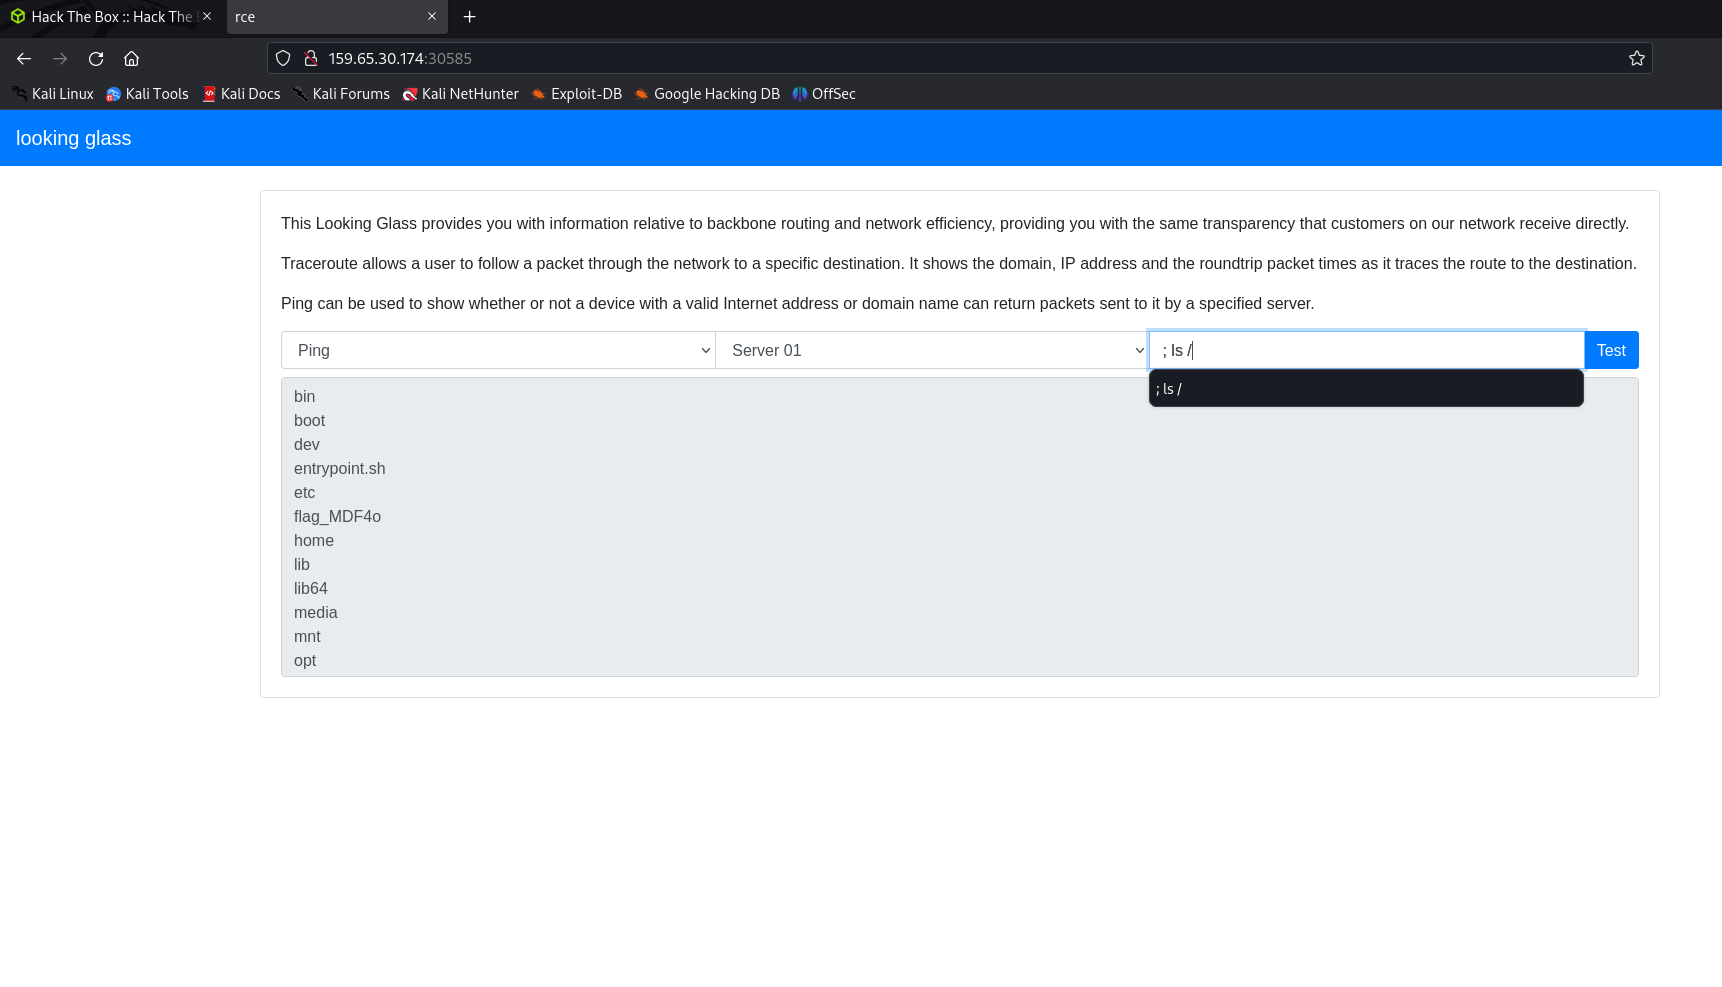 Hack The Box :: Hack The
rce
159.65.30.174:30585
Kali Linux Kali Tools Kali Docs Kali Forums Kali NetHunter Exploit-DB Google Hacking DB OffSec
looking glass
This Looking Glass provides you with information relative to backbone routing and network efficiency, providing you with the same transparency that customers on our network receive directly.
Traceroute allows a user to follow a packet through the network to a specific destination. It shows the domain, IP address and the roundtrip packet times as it traces the route to the destination.
Ping can be used to show whether or not a device with a valid Internet address or domain name can return packets sent to it by a specified server.
Ping Server 01 ; ls / Test
; ls /
bin
boot
dev
entrypoint.sh
etc
flag_MDF4o
home
lib
lib64
media
mnt
opt